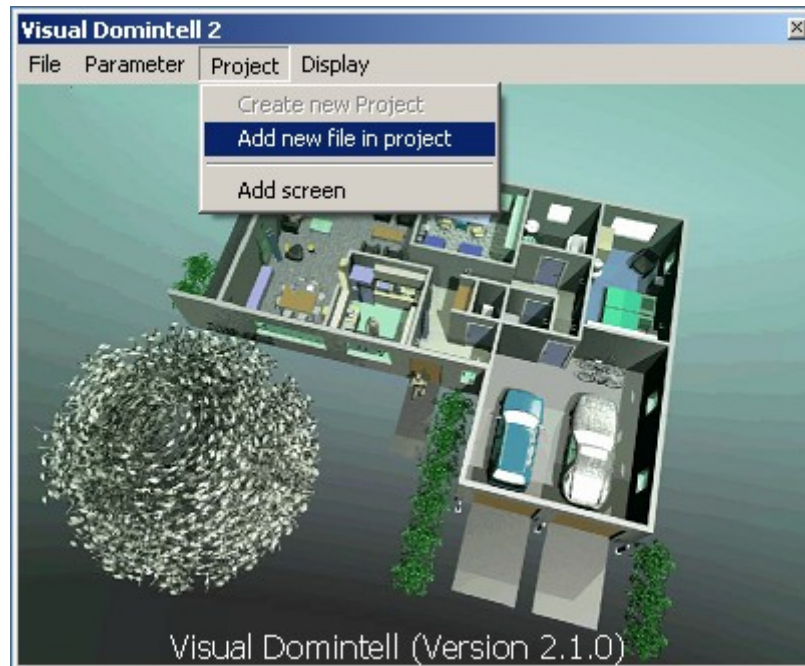 Visual Domintell 2
File Parameter Project Display
Create new Project
Add new file in project
Add screen
Visual Domintell (Version 2.1.0)